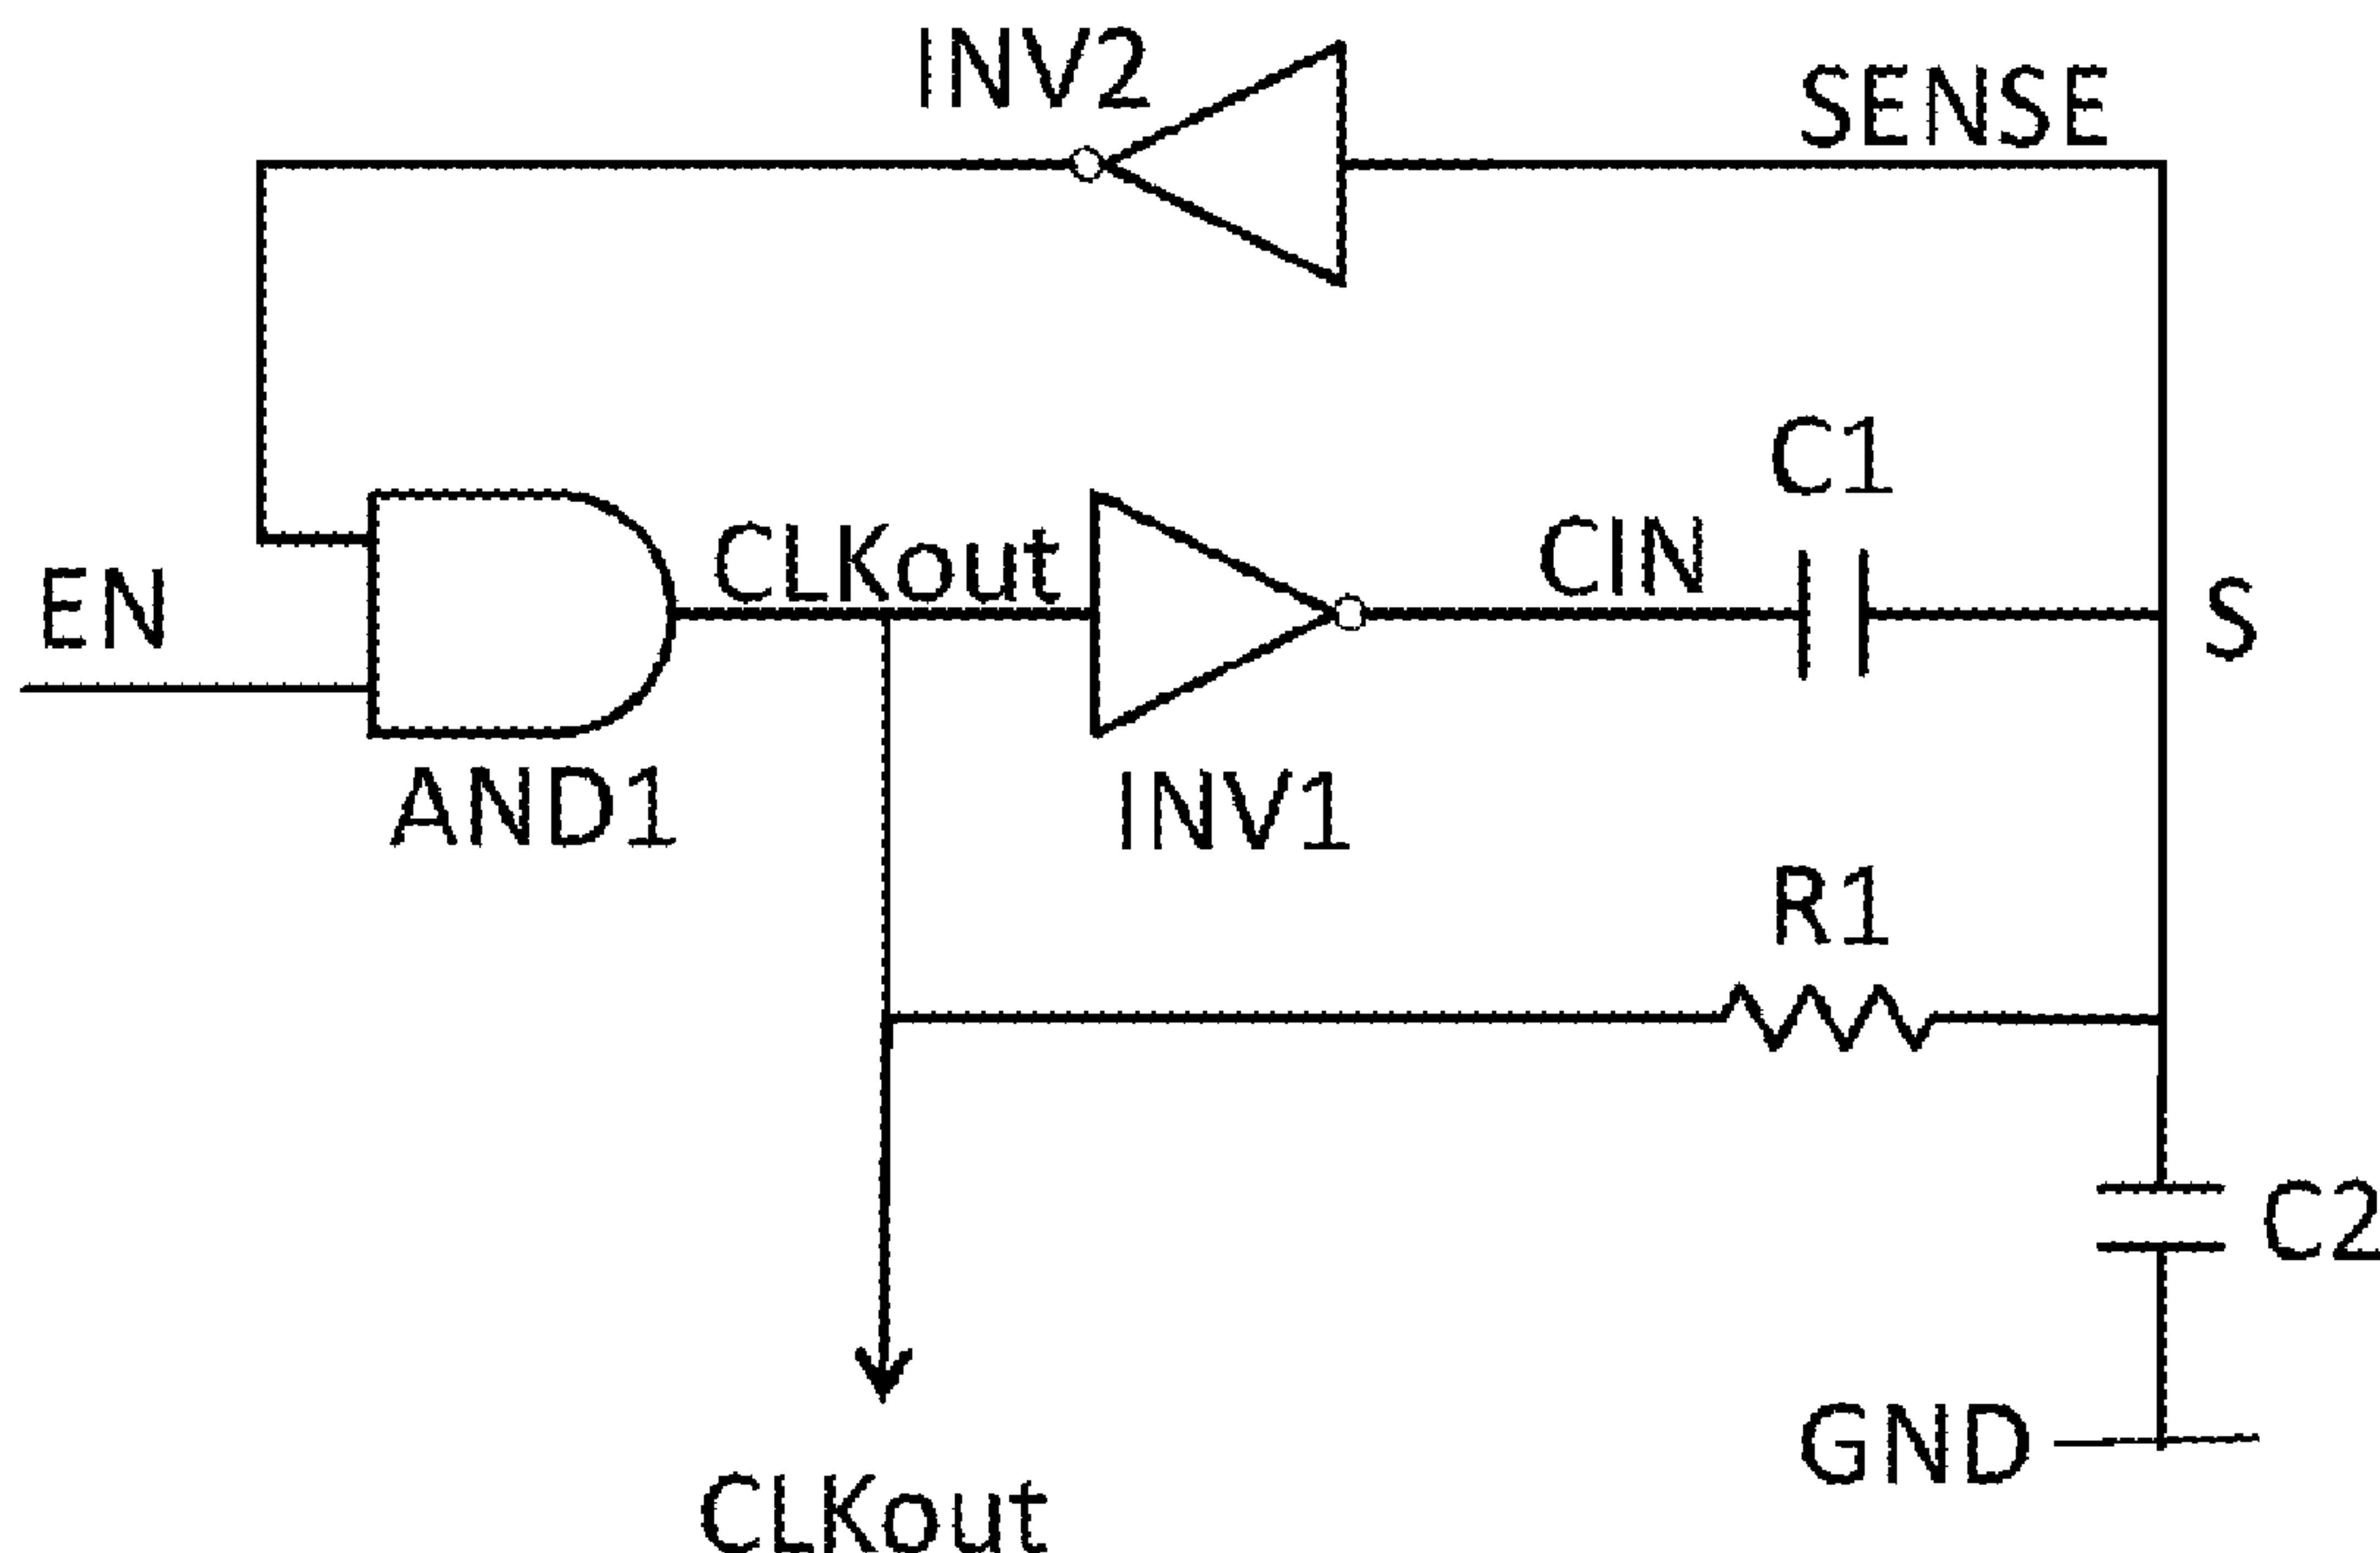 INV2
SENSE
C1
CLKout
CIN
EN
S
AND1
INV1
R1
C2
GND
CLKout